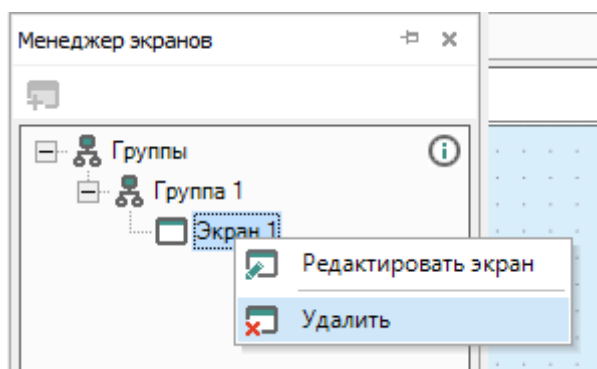 Менеджер экранов
Группы
Группа 1
Экран 1
Редактировать экран
Удалить